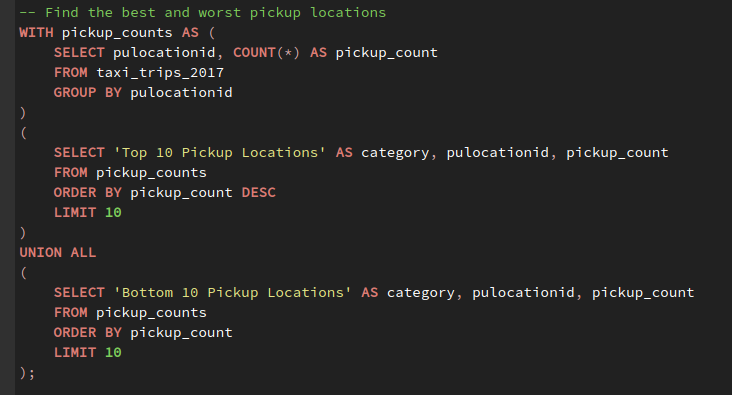 -- Find the best and worst pickup locations
WITH pickup_counts AS (
    SELECT pulocationid, COUNT(*) AS pickup_count
    FROM taxi_trips_2017
    GROUP BY pulocationid
)
(
    SELECT 'Top 10 Pickup Locations' AS category, pulocationid, pickup_count
    FROM pickup_counts
    ORDER BY pickup_count DESC
    LIMIT 10
)
UNION ALL
(
    SELECT 'Bottom 10 Pickup Locations' AS category, pulocationid, pickup_count
    FROM pickup_counts
    ORDER BY pickup_count
    LIMIT 10
);